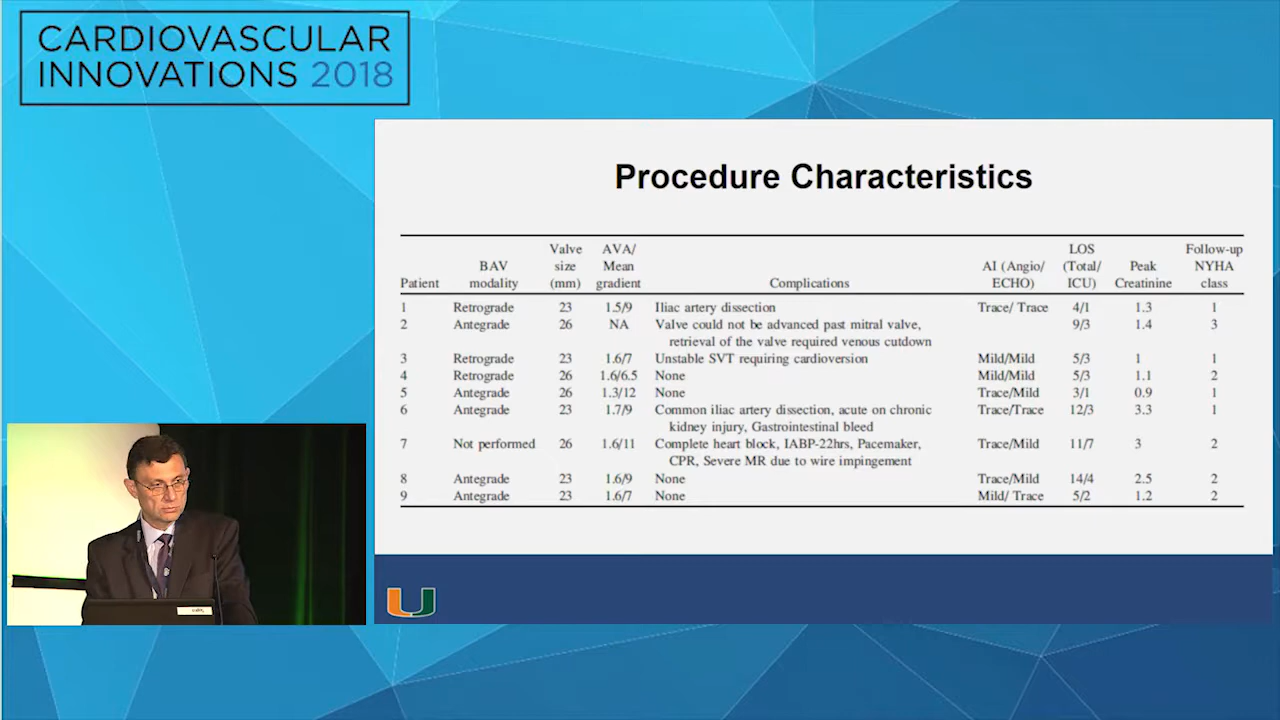 CARDIOVASCULAR
INNOVATIONS 2018
Procedure Characteristics
Valve AVA/ LOS Follow-up
BAV size Mean AI (Angio/ (Total/ Peak NYHA
Patient modality (mm) gradient Complications ECHO) ICU) Creatinine class
1 Retrograde 23 1.5/9 Iliac artery dissection Trace/ Trace 4/1 1.3 1
2 Antegrade 26 NA Valve could not be advanced past mitral valve, 9/3 1.4 3
retrieval of the valve required venous cutdown
3 Retrograde 23 1.6/7 Unstable SVT requiring cardioversion Mild/Mild 5/3 1 1
4 Retrograde 26 1.6/6.5 None Mild/Mild 5/3 1.1 2
5 Antegrade 26 1.3/12 None Trace/Mild 3/1 0.9 1
6 Antegrade 23 1.7/9 Common iliac artery dissection, acute on chronic Trace/Trace 12/3 3.3 1
kidney injury, Gastrointestinal bleed
7 Not performed 26 1.6/11 Complete heart block, IABP-22hrs, Pacemaker, Trace/Mild 11/7 3 2
CPR, Severe MR due to wire impingement
8 Antegrade 23 1.6/9 None Trace/Mild 14/4 2.5 2
9 Antegrade 23 1.6/7 None Mild/ Trace 5/2 1.2 2
U